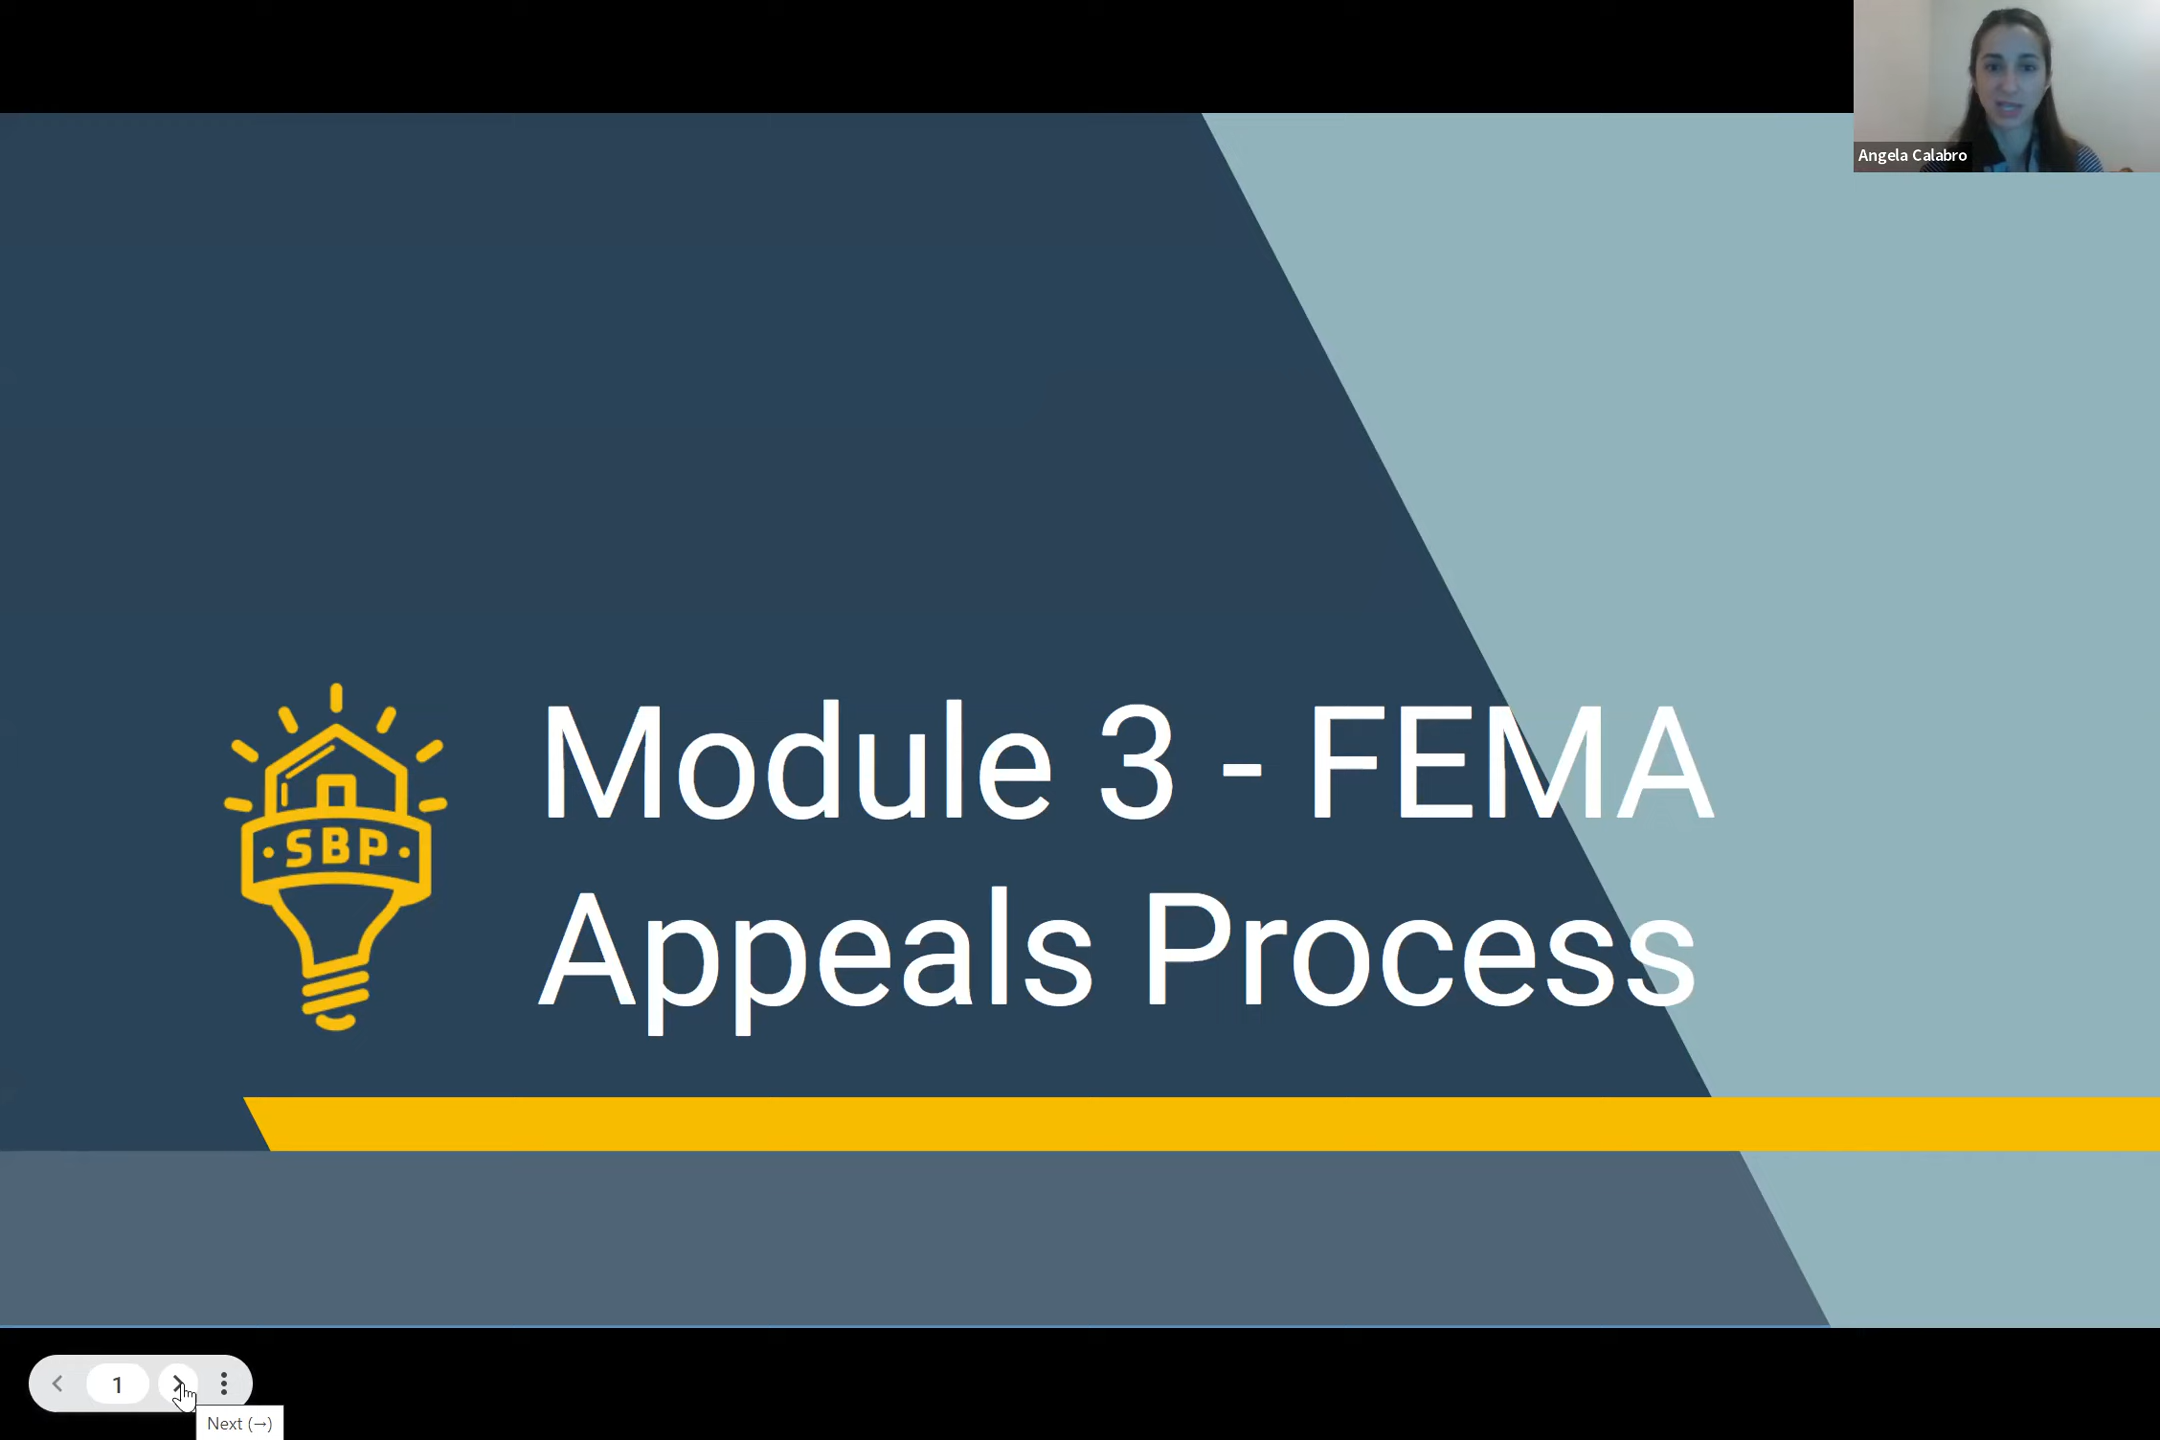 Angela Calabro
Module 3 - FEMA
Appeals Process
SBP
1
Next (→)